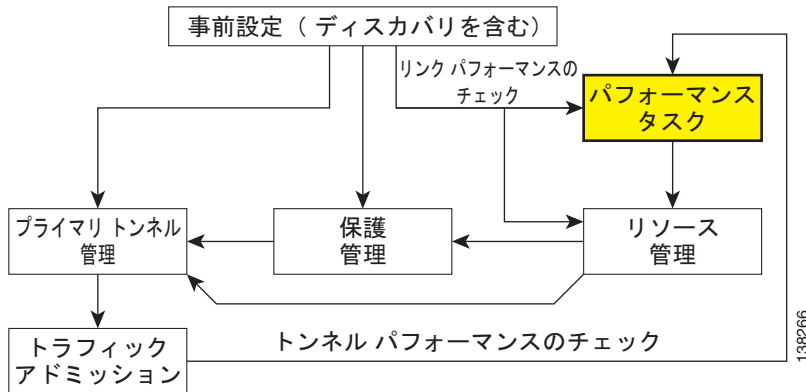 事前設定（ ディスカバリを含む）
リンク パフォーマンスの
チェック
パフォーマンス
タスク
プライマリ トンネル
管理
保護
管理
リソース
管理
トラフィック
アドミッション
トンネル パフォーマンスのチェック
138266